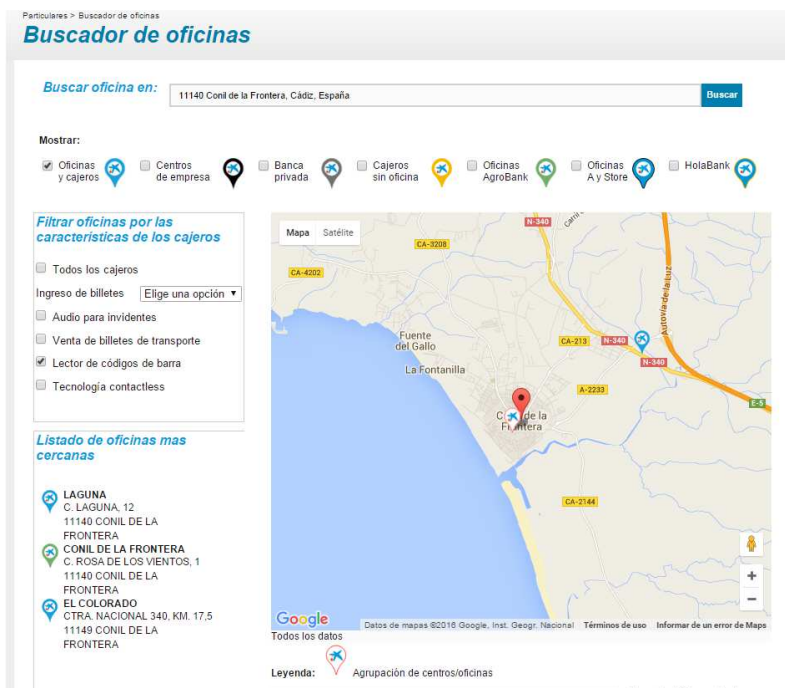 Particulares > Buscador de oficinas
Buscador de oficinas
Buscar oficina en:
11140 Conil de la Frontera, Cádiz, España
Buscar
Mostrar:
Oficinas
y cajeros
Centros
de empresa
Banca
privada
Cajeros
sin oficina
Oficinas
AgroBank
Oficinas
A y Store
HolaBank
Filtrar oficinas por las
características de los cajeros
Todos los cajeros
Ingreso de billetes
Elige una opción
Audio para invidentes
Venta de billetes de transporte
Lector de códigos de barra
Tecnología contactless
Listado de oficinas mas
cercanas
LAGUNA
C. LAGUNA, 12
11140 CONIL DE LA
FRONTERA
CONIL DE LA FRONTERA
C. ROSA DE LOS VIENTOS, 1
11140 CONIL DE LA
FRONTERA
EL COLORADO
CTRA. NACIONAL 340, KM. 17,5
11149 CONIL DE LA
FRONTERA
Mapa
Satélite
N-340
CA-3208
CA-4202
Autovía de la Luz
Fuente
del Gallo
CA-213
N-340
N-340
La Fontanilla
A-2233
E-5
de la
CA-2144
+
−
Google
Datos de mapas ©2016 Google, Inst. Geogr. Nacional
Términos de uso
Informar de un error de Maps
Todos los datos
Leyenda:
Agrupación de centros/oficinas